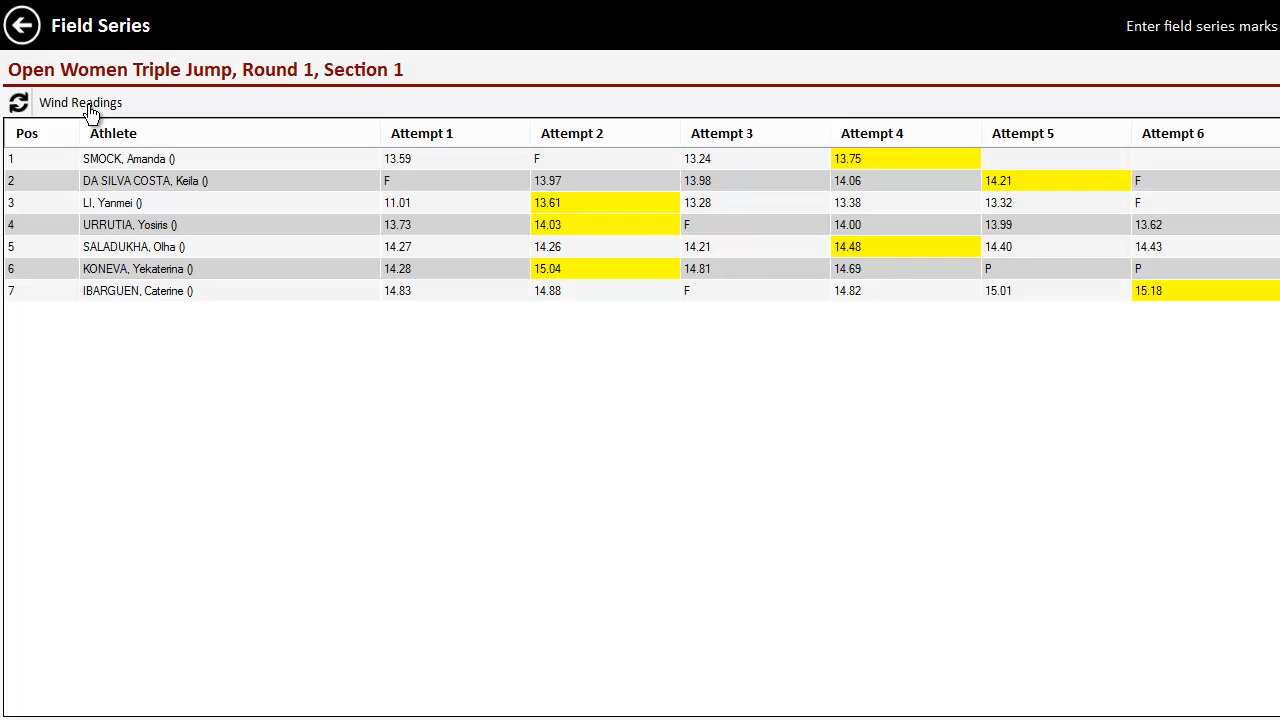 Field Series
Enter field series marks
Open Women Triple Jump, Round 1, Section 1
Wind Readings
Pos Athlete Attempt 1 Attempt 2 Attempt 3 Attempt 4 Attempt 5 Attempt 6
1 SMOCK, Amanda () 13.59 F 13.24 13.75
2 DA SILVA COSTA, Keila () F 13.97 13.98 14.06 14.21 F
3 LI, Yanmei () 11.01 13.61 13.28 13.38 13.32 F
4 URRUTIA, Yosiris () 13.73 14.03 F 14.00 13.99 13.62
5 SALADUKHA, Olha () 14.27 14.26 14.21 14.48 14.40 14.43
6 KONEVA, Yekaterina () 14.28 15.04 14.81 14.69 P P
7 IBARGUEN, Caterine () 14.83 14.88 F 14.82 15.01 15.18